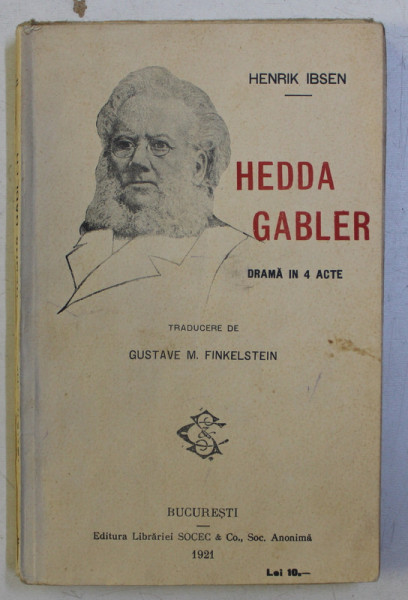 HENRIK IBSEN
HEDDA
GABLER
DRAMĂ IN 4 ACTE
TRADUCERE DE
GUSTAVE M. FINKELSTEIN
BUCUREȘTI
Editura Librăriei SOCEC & Co., Soc. Anonimă
1921
Lei 10.—